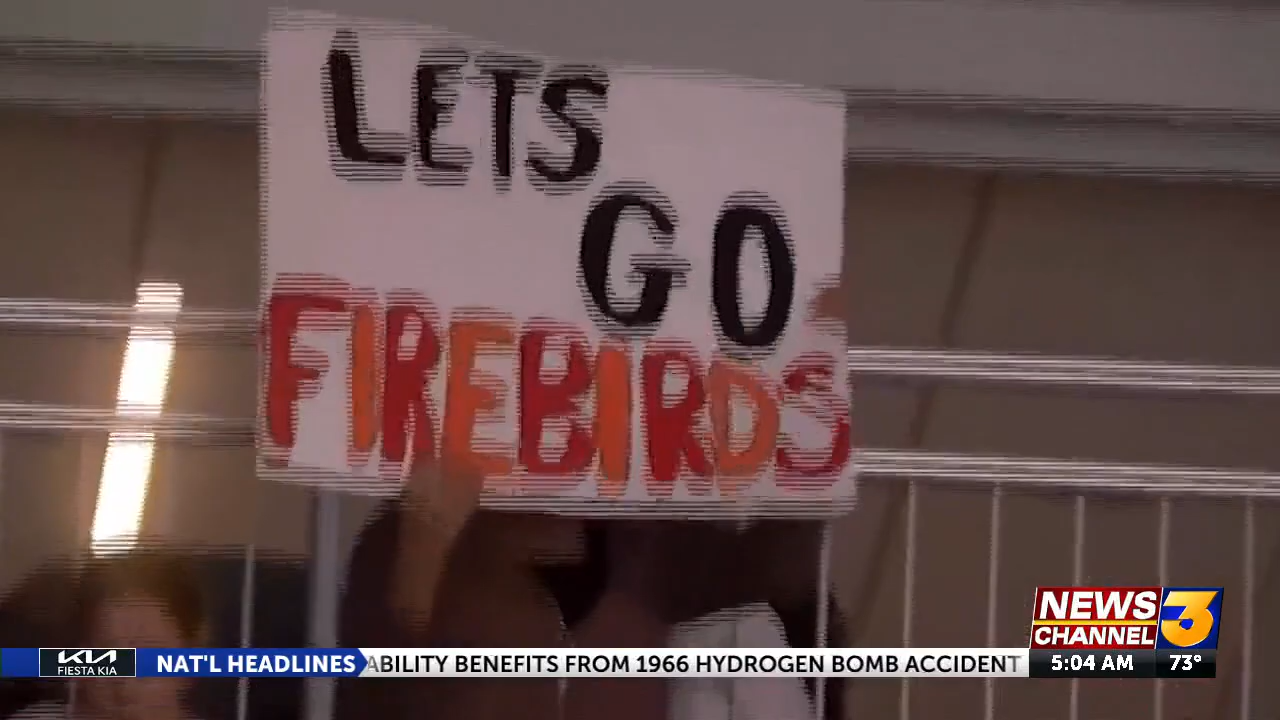 LETS
GO
FIREBIRDS
NEWS
CHANNEL 3
5:04 AM 73°
KIA
FIESTA KIA
NAT'L HEADLINES
ABILITY BENEFITS FROM 1966 HYDROGEN BOMB ACCIDENT